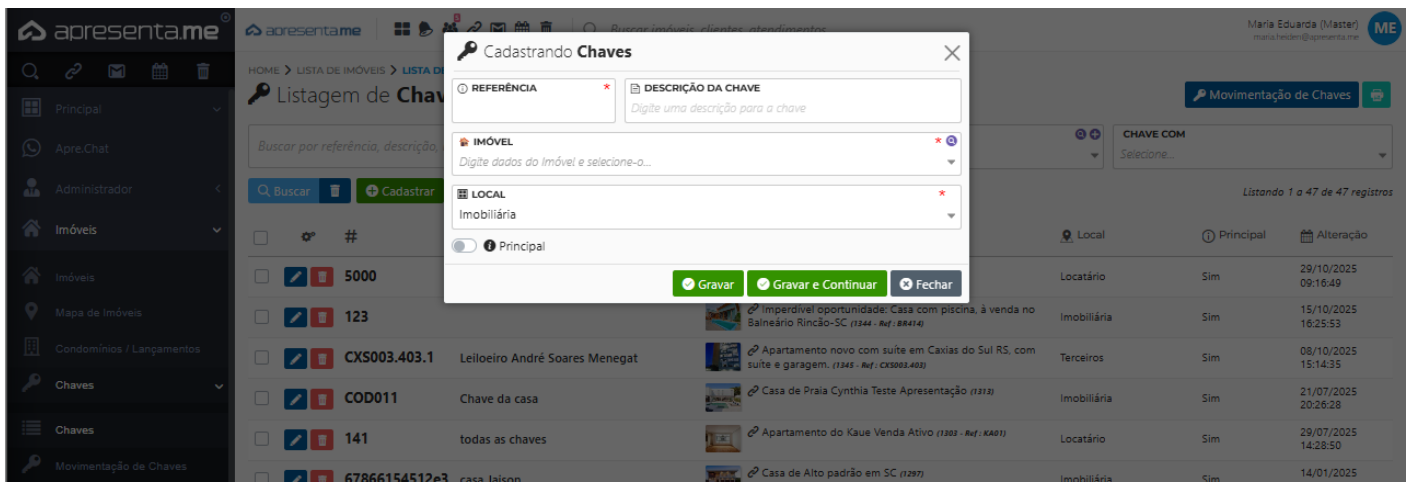 apresenta.me
Principal
Apre.Chat
Administrador
Imóveis
Imóveis
Mapa de Imóveis
Condomínios / Lançamentos
Chaves
Chaves
Movimentação de Chaves
apresenta.me
Buscar imóveis, clientes, atendimentos
Maria Eduarda (Master)
ME
HOME > LISTA DE IMÓVEIS > LISTA DE
Listagem de Chav
Movimentação de Chaves
Buscar por referência, descrição,
CHAVE COM
Selecione...
Buscar
Cadastrar
Listando 1 a 47 de 47 registros
Cadastrando Chaves
REFERÊNCIA *
DESCRIÇÃO DA CHAVE
Digite uma descrição para a chave
IMÓVEL *
Digite dados do Imóvel e selecione-o...
LOCAL *
Imobiliária
Principal
Gravar
Gravar e Continuar
Fechar
# Local Principal Alteração
5000 Locatário Sim 29/10/2025 09:16:49
123 Imperdível oportunidade: Casa com piscina, à venda no
Balneário Rincão-SC (1344 - Ref: BR414) Imobiliária Sim 15/10/2025 16:25:53
CXS003.403.1 Leiloeiro André Soares Menegat Apartamento novo com suíte em Caxias do Sul RS, com
suíte e garagem. (1345 - Ref: CXS003.403) Terceiros Sim 08/10/2025 15:14:35
COD011 Chave da casa Casa de Praia Cynthia Teste Apresentação (1313) Imobiliária Sim 21/07/2025 20:26:28
141 todas as chaves Apartamento do Kaue Venda Ativo (1303 - Ref: KA01) Locatário Sim 29/07/2025 14:28:50
67866154512e3 casa Jaison Casa de Alto padrão em SC (1297) Imobiliária Sim 14/01/2025